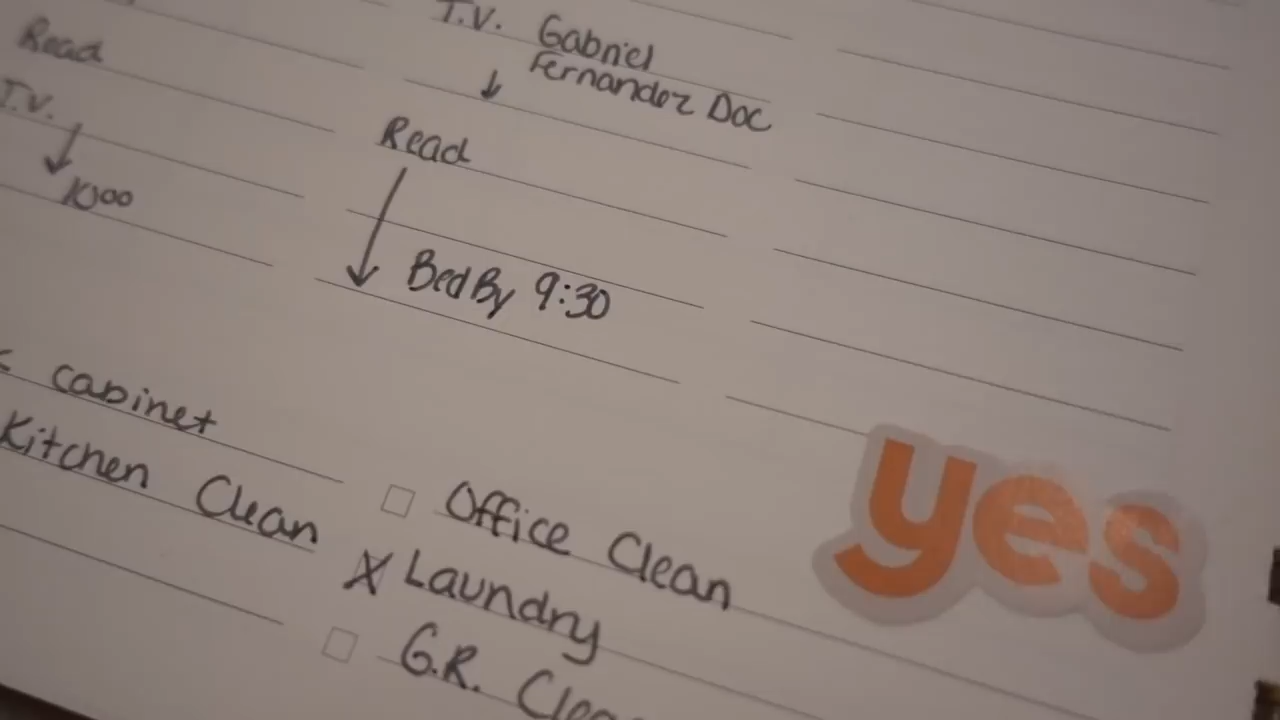 Read
T.V.
1000
T.V. Gabriel
Fernandez Doc
Read
Bed By 9:30
cabinet
Kitchen Clean
Office Clean
X Laundry
G.R.
yes